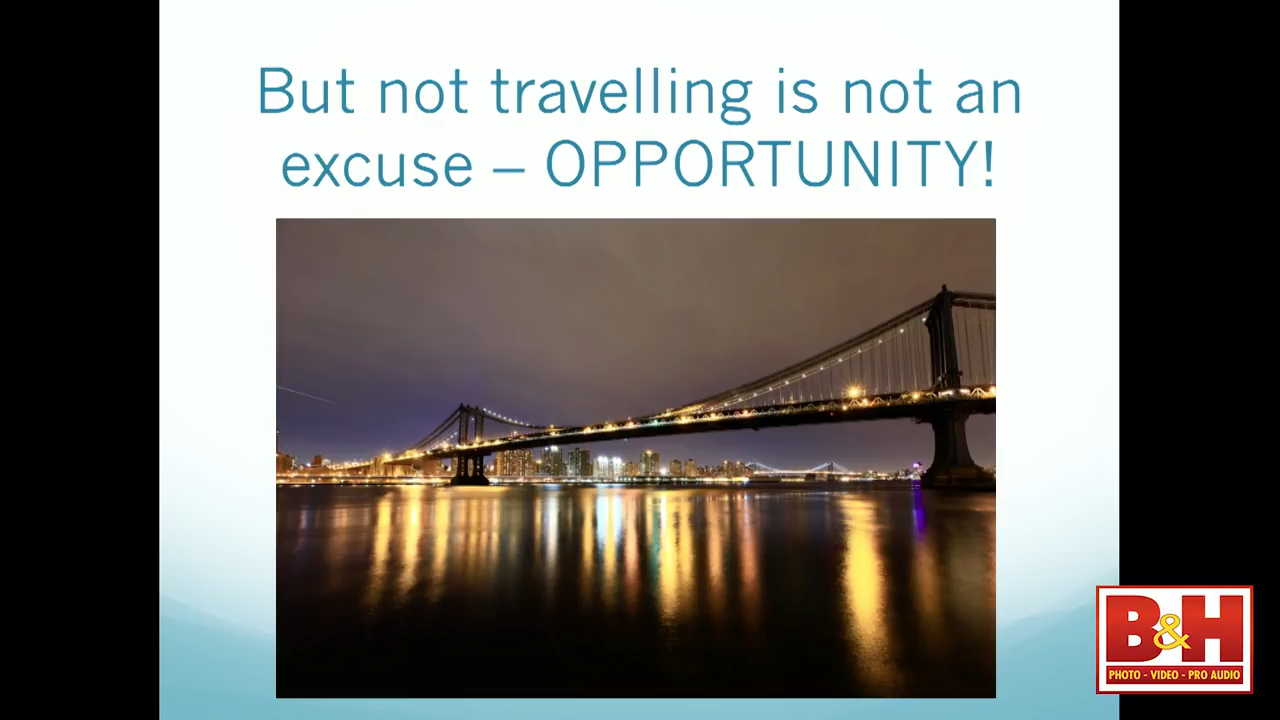 But not travelling is not an
excuse – OPPORTUNITY!
B&H
PHOTO - VIDEO - PRO AUDIO